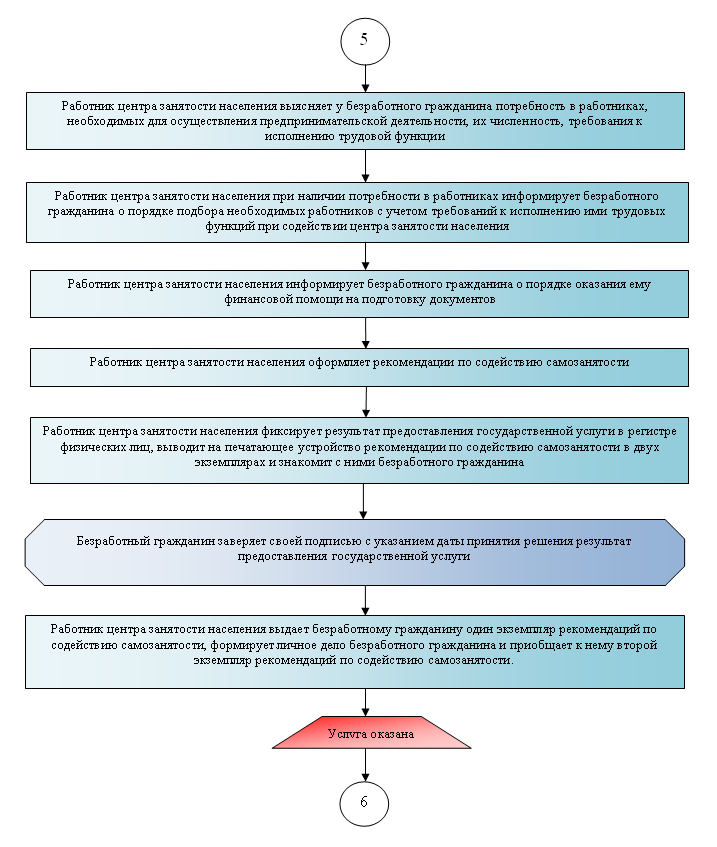 5
Работник центра занятости населения выясняет у безработного гражданина потребность в работниках,
необходимых для осуществления предпринимательской деятельности, их численность, требования к
исполнению трудовой функции
Работник центра занятости населения при наличии потребности в работниках информирует безработного
гражданина о порядке подбора необходимых работников с учетом требований к исполнению ими трудовых
функций при содействии центра занятости населения
Работник центра занятости населения информирует безработного гражданина о порядке оказания ему
финансовой помощи на подготовку документов
Работник центра занятости населения оформляет рекомендации по содействию самозанятости
Работник центра занятости населения фиксирует результат предоставления государственной услуги в регистре
физических лиц, выводит на печатающее устройство рекомендации по содействию самозанятости в двух
экземплярах и знакомит с ними безработного гражданина
Безработный гражданин заверяет своей подписью с указанием даты принятия решения результат
предоставления государственной услуги
Работник центра занятости населения выдает безработному гражданину один экземпляр рекомендаций по
содействию самозанятости, формирует личное дело безработного гражданина и приобщает к нему второй
экземпляр рекомендаций по содействию самозанятости.
Услуга оказана
6